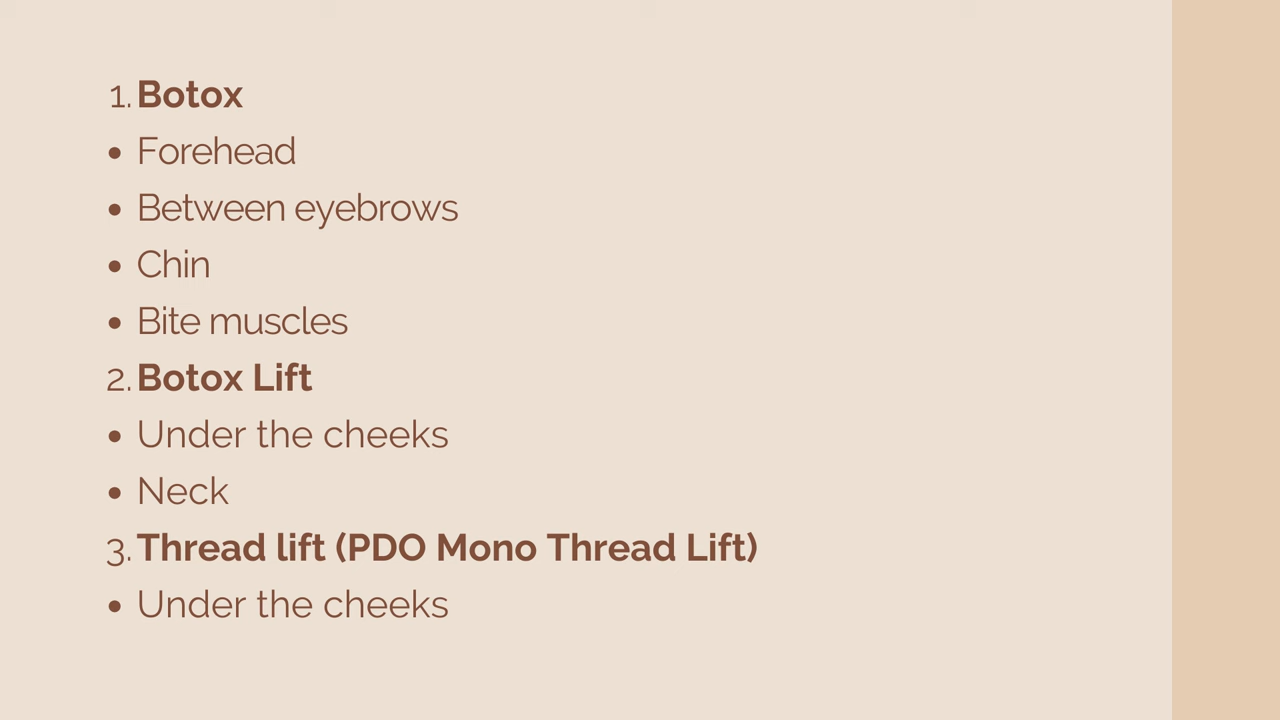 1. Botox
• Forehead
• Between eyebrows
• Chin
• Bite muscles
2. Botox Lift
• Under the cheeks
• Neck
3. Thread lift (PDO Mono Thread Lift)
• Under the cheeks